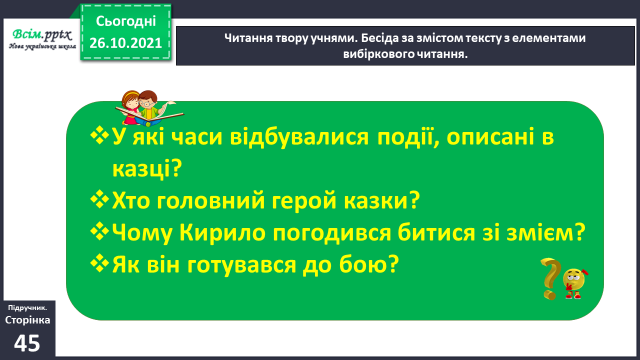 Всім.pptx
Нова українська школа
Сьогодні
26.10.2021
Читання твору учнями. Бесіда за змістом тексту з елементами
вибіркового читання.
❖У які часи відбувалися події, описані в
казці?
❖Хто головний герой казки?
❖Чому Кирило погодився битися зі змієм?
❖Як він готувався до бою?
Підручник.
Сторінка
45